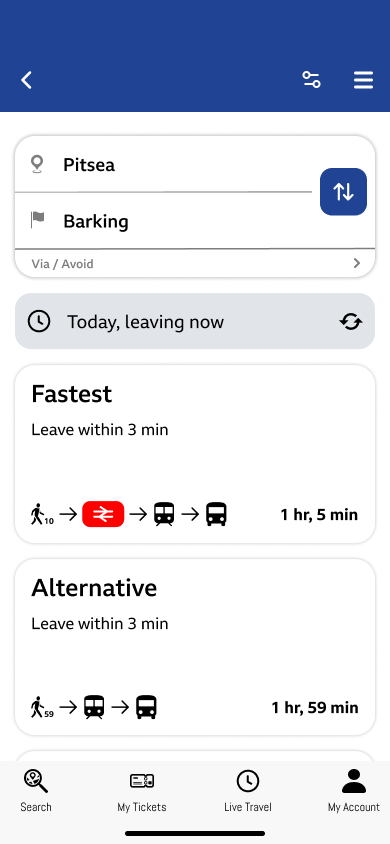 Pitsea
Barking
Via / Avoid
Today, leaving now
Fastest
Leave within 3 min
10
1 hr, 5 min
Alternative
Leave within 3 min
59
1 hr, 59 min
Search
My Tickets
Live Travel
My Account